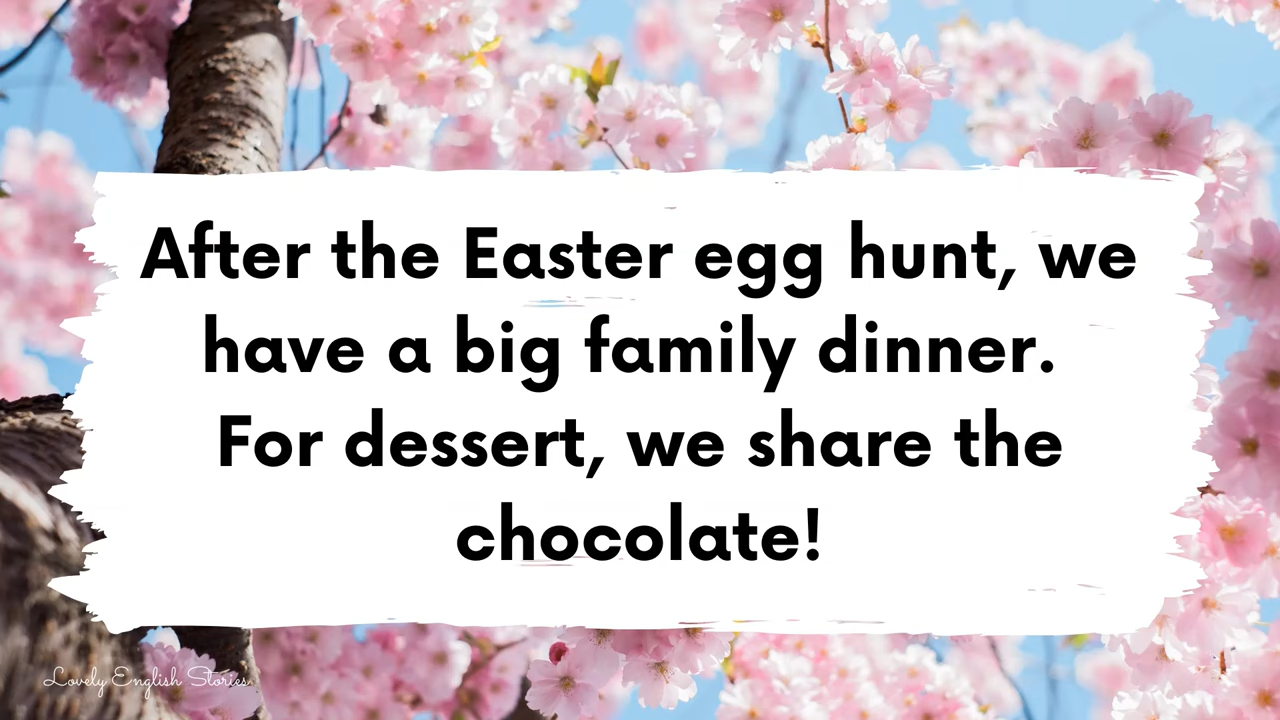 After the Easter egg hunt, we
have a big family dinner.
For dessert, we share the
chocolate!
Lovely English Stories